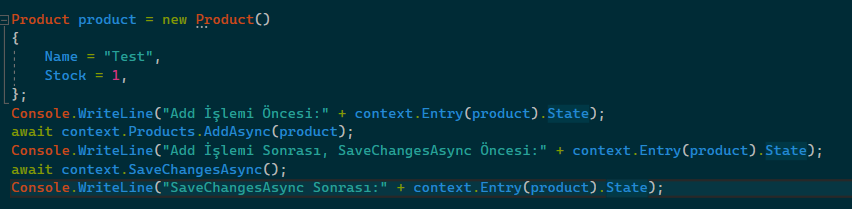 Product product = new Product()
{
    Name = "Test",
    Stock = 1,
};
Console.WriteLine("Add İşlemi Öncesi:" + context.Entry(product).State);
await context.Products.AddAsync(product);
Console.WriteLine("Add İşlemi Sonrası, SaveChangesAsync Öncesi:" + context.Entry(product).State);
await context.SaveChangesAsync();
Console.WriteLine("SaveChangesAsync Sonrası:" + context.Entry(product).State);